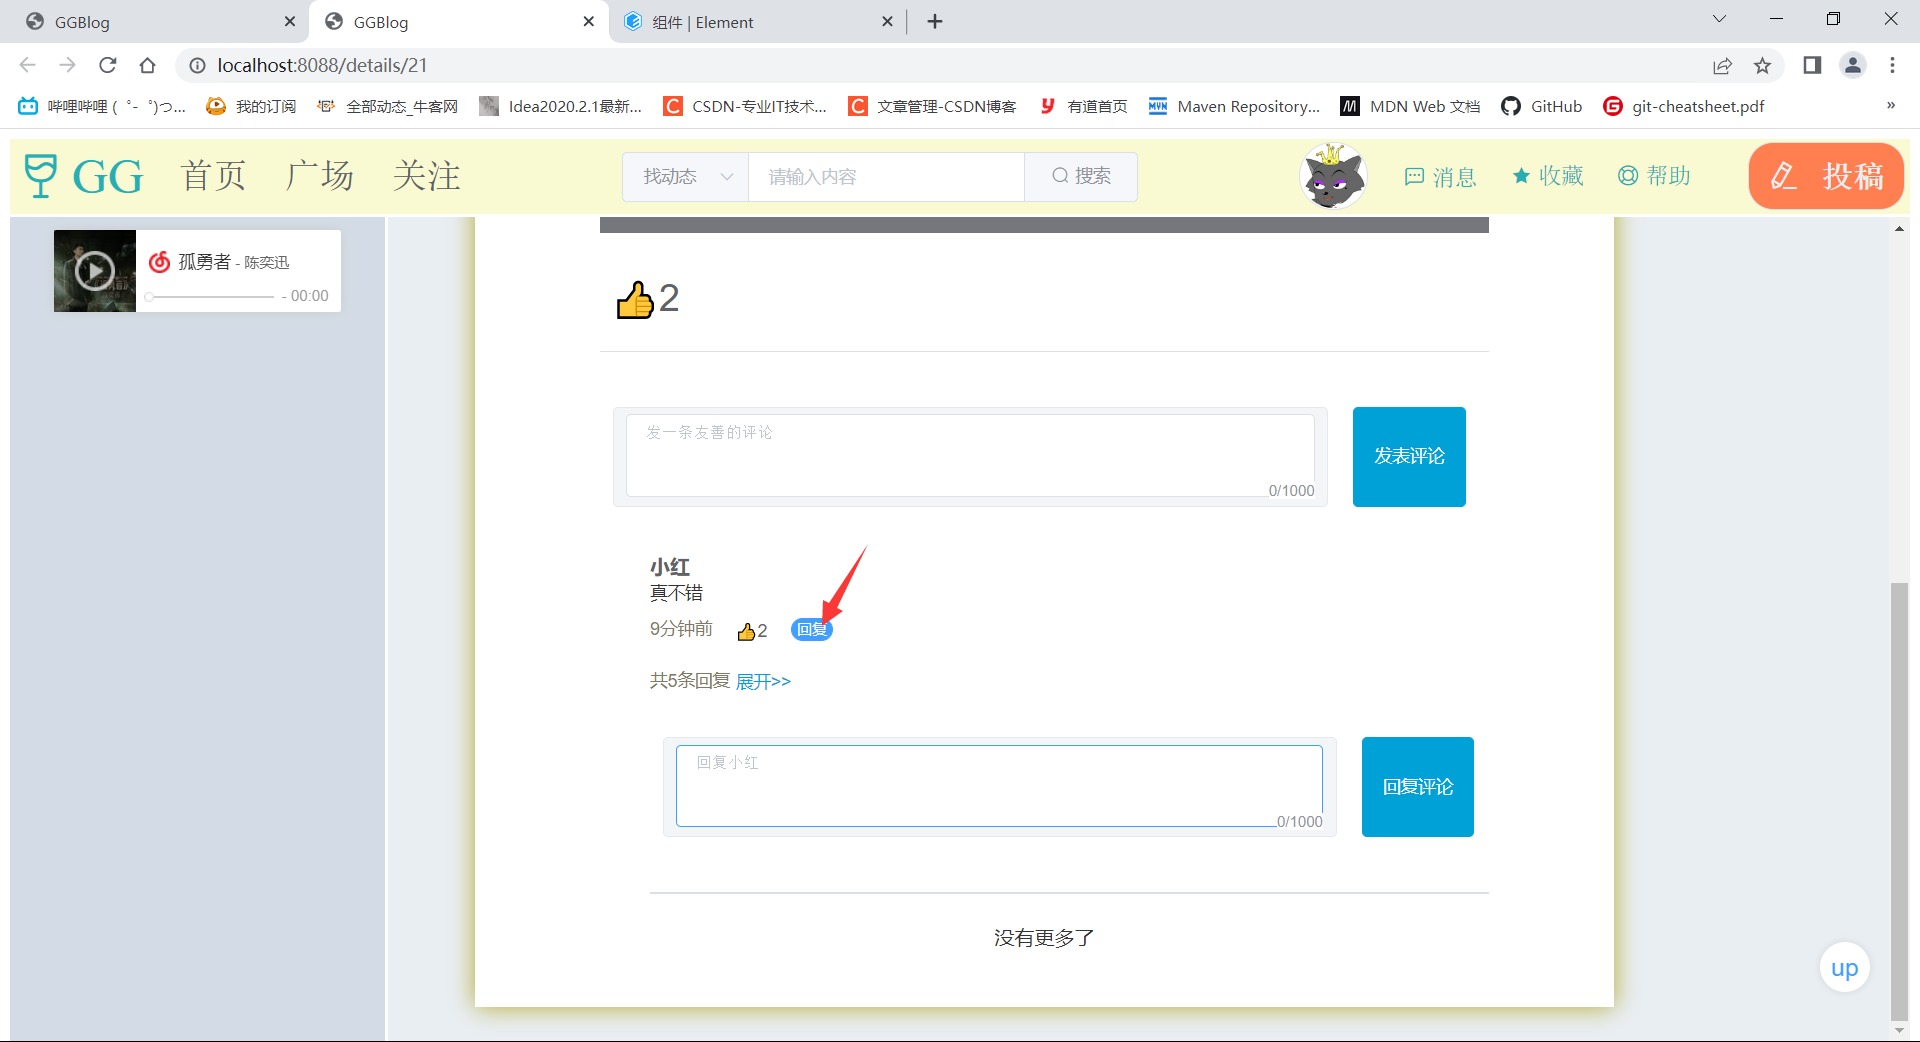 GGBlog
GGBlog
组件 | Element
localhost:8088/details/21
哔哩哔哩 ( ゜- ゜)つ...
我的订阅
全部动态_牛客网
Idea2020.2.1最新...
CSDN-专业IT技术...
文章管理-CSDN博客
有道首页
Maven Repository...
MDN Web 文档
GitHub
git-cheatsheet.pdf
»
GG 首页 广场 关注
找动态 请输入内容 搜索
消息 收藏 帮助 投稿
孤勇者 - 陈奕迅
- 00:00
2
发一条友善的评论
0/1000
发表评论
小红
真不错
9分钟前 2 回复
共5条回复 展开>>
回复小红
0/1000
回复评论
没有更多了
up